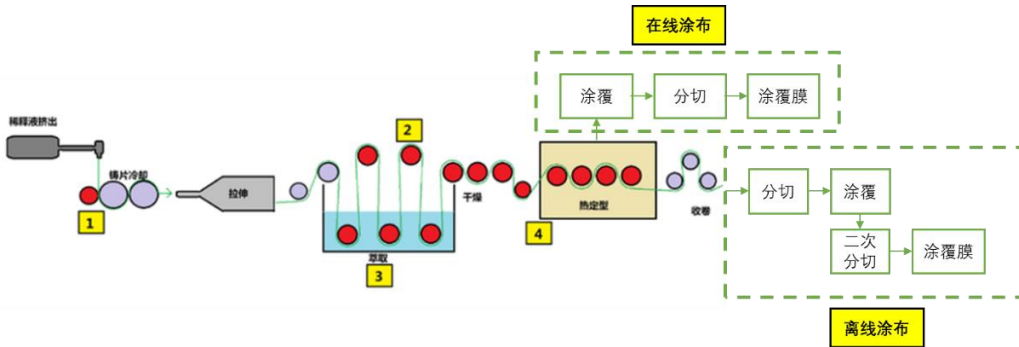 在线涂布
涂覆
分切
涂覆膜
稀释液挤出
铸片冷却
1
拉伸
2
萃取
3
干燥
4
热定型
收卷
分切
涂覆
二次
分切
涂覆膜
离线涂布